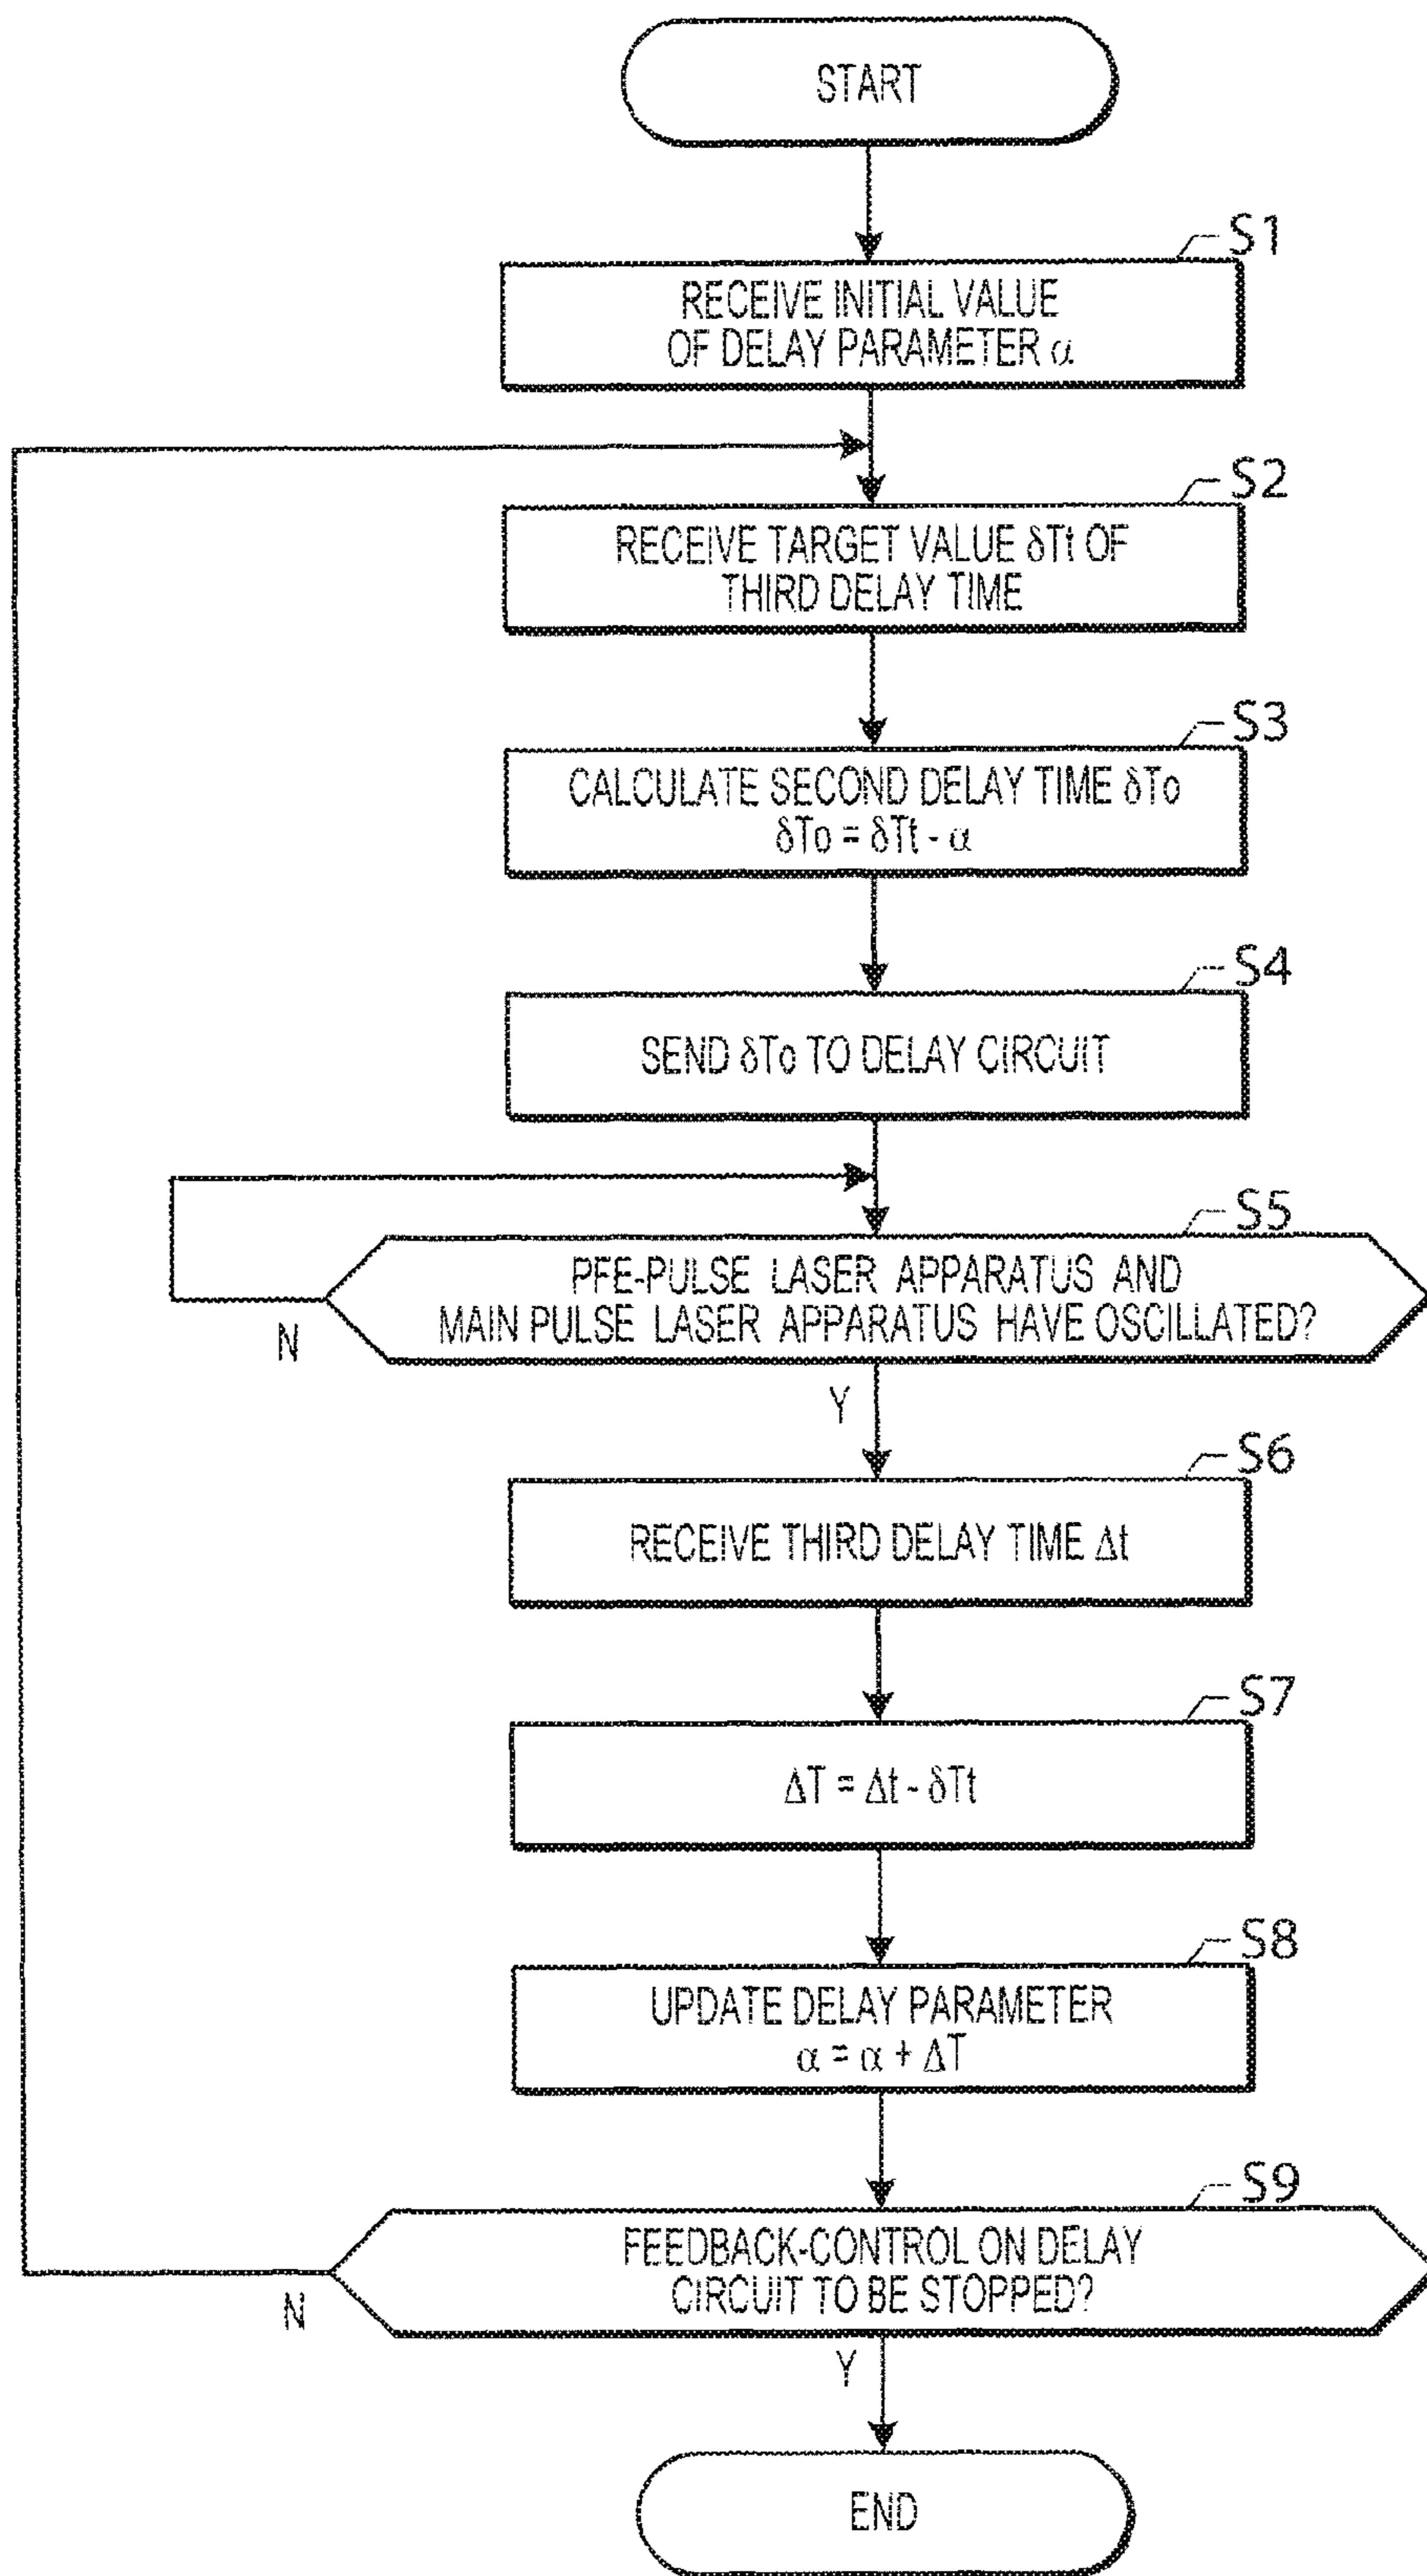 START
S1
RECEIVE INITIAL VALUE
OF DELAY PARAMETER α
S2
RECEIVE TARGET VALUE δTt OF
THIRD DELAY TIME
S3
CALCULATE SECOND DELAY TIME δTo
δTo = δTt - α
S4
SEND δTo TO DELAY CIRCUIT
S5
PFE-PULSE LASER APPARATUS AND
MAIN PULSE LASER APPARATUS HAVE OSCILLATED?
N
Y
S6
RECEIVE THIRD DELAY TIME Δt
S7
ΔT = Δt - δTt
S8
UPDATE DELAY PARAMETER
α = α + ΔT
S9
FEEDBACK-CONTROL ON DELAY
CIRCUIT TO BE STOPPED?
N
Y
END